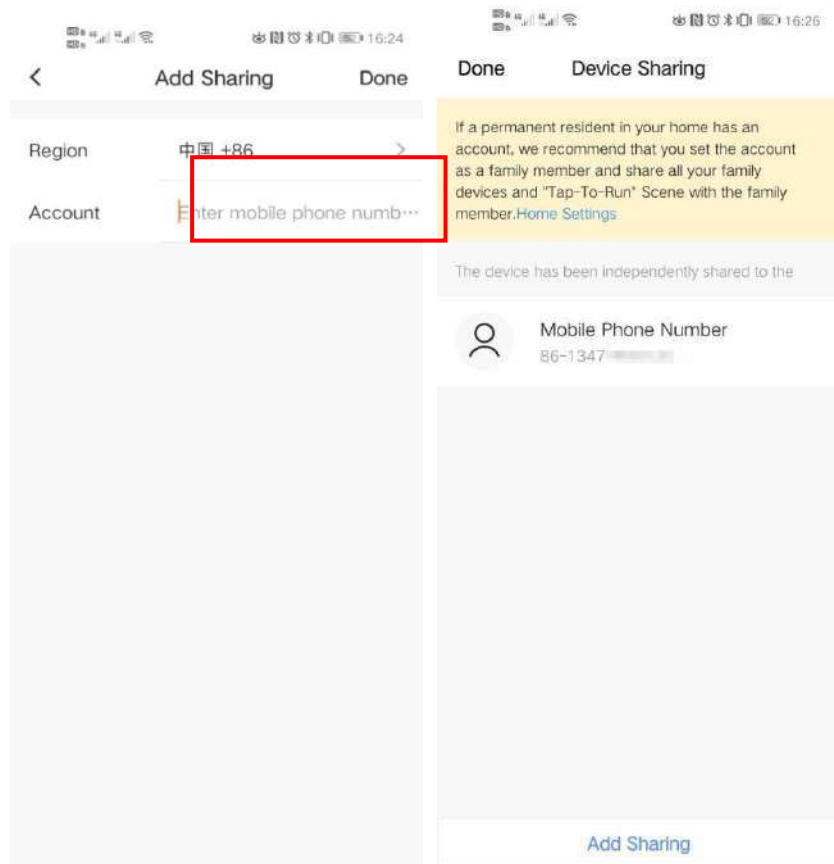 16:24
Add Sharing
Done
Region
中国 +86
Account
Enter mobile phone numb…
16:26
Done
Device Sharing
If a permanent resident in your home has an
account, we recommend that you set the account
as a family member and share all your family
devices and "Tap-To-Run" Scene with the family
member.Home Settings
The device has been independently shared to the
Mobile Phone Number
86-1347
Add Sharing